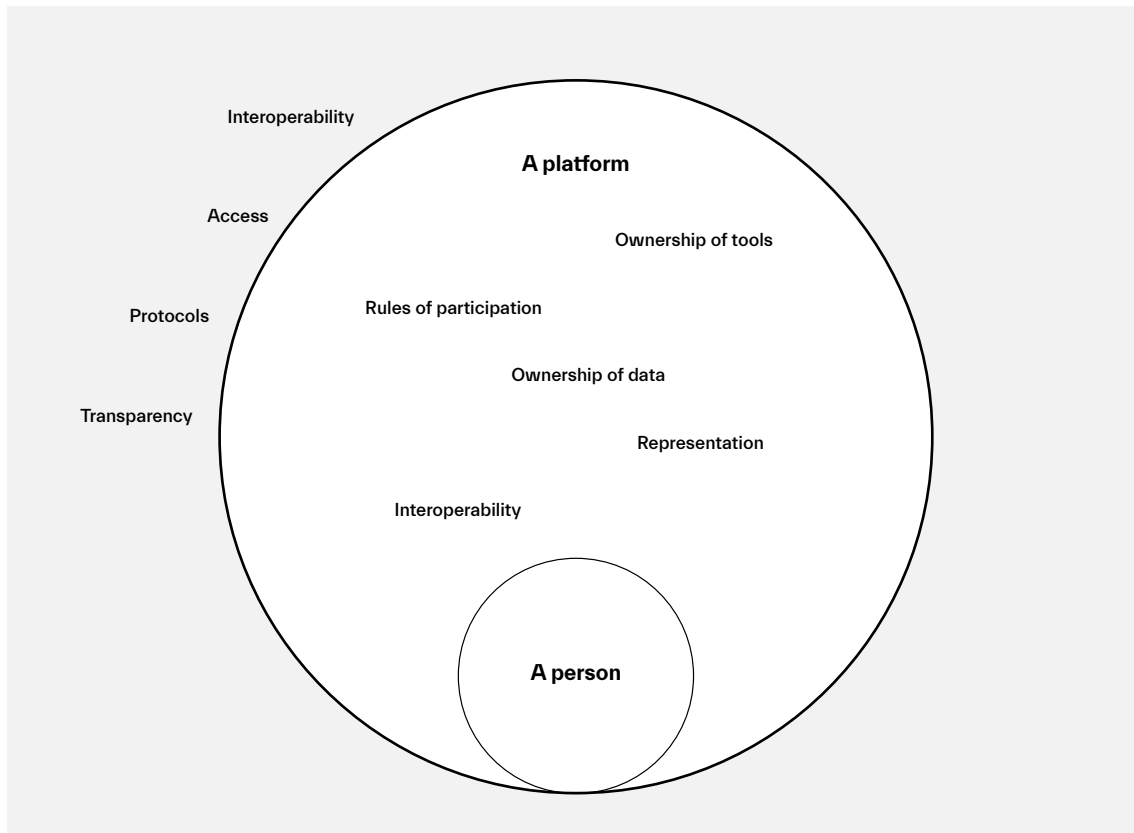 Interoperability
A platform
Access
Ownership of tools
Rules of participation
Protocols
Ownership of data
Transparency
Representation
Interoperability
A person